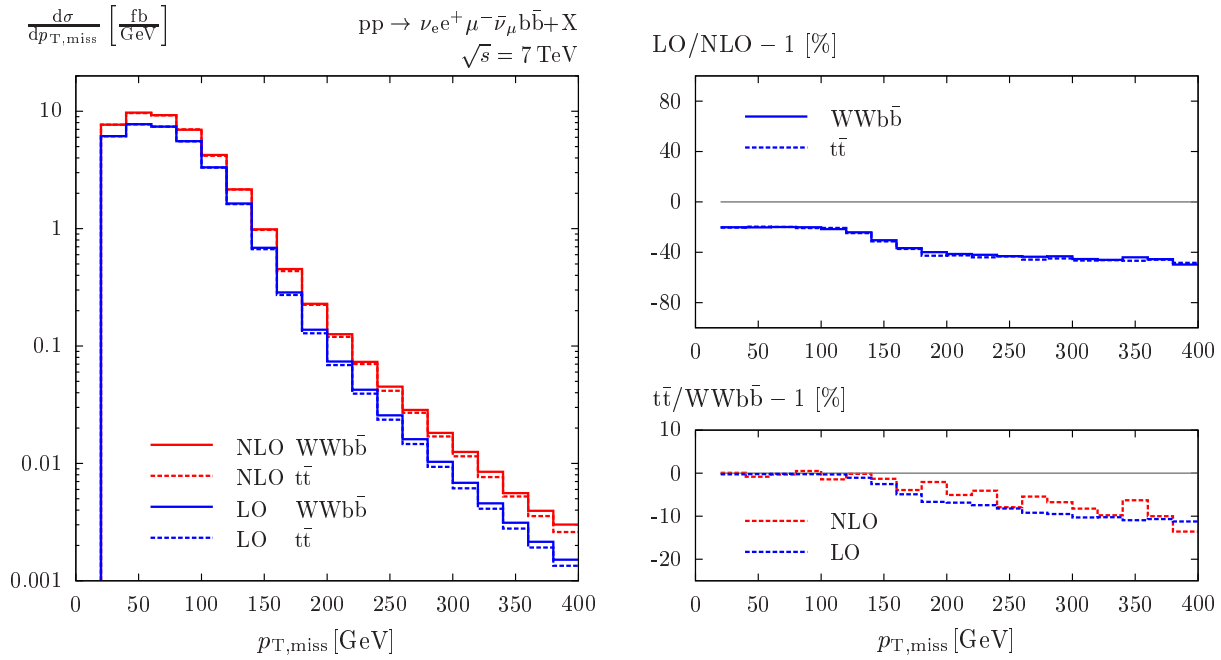 dσ/dp_T,miss [fb/GeV]
pp → ν_e e⁺ μ⁻ ν̄_μ bb̄+X
√s = 7 TeV
10
1
0.1
0.01
0.001
NLO WWbb̄
NLO tt̄
LO WWbb̄
LO tt̄
0 50 100 150 200 250 300 350 400
p_T,miss [GeV]
LO/NLO − 1 [%]
80
40
0
-40
-80
WWbb̄
tt̄
0 50 100 150 200 250 300 350 400
tt̄/WWbb̄ − 1 [%]
10
0
-10
-20
NLO
LO
0 50 100 150 200 250 300 350 400
p_T,miss [GeV]